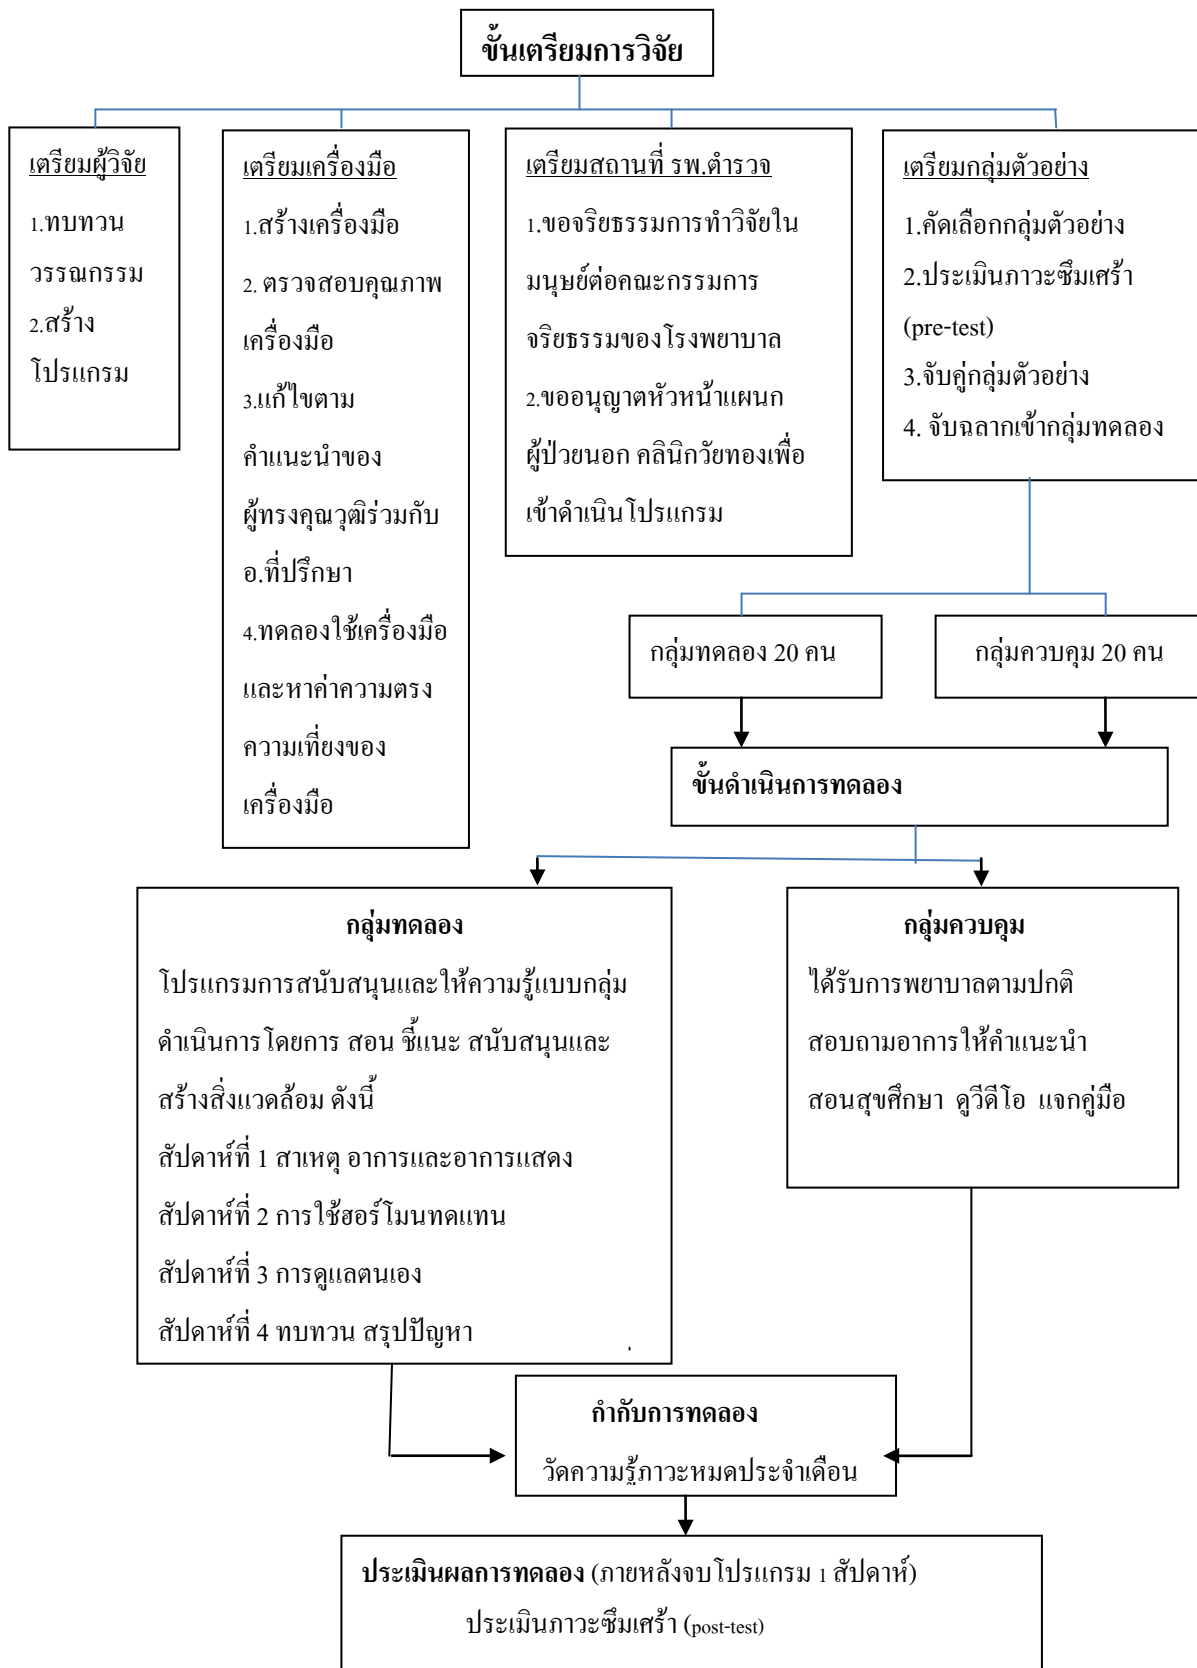 ขั้นเตรียมการวิจัย
เตรียมผู้วิจัย
1.ทบทวน
วรรณกรรม
2.สร้าง
โปรแกรม
เตรียมเครื่องมือ
1.สร้างเครื่องมือ
2. ตรวจสอบคุณภาพ
เครื่องมือ
3.แก้ไขตาม
คำแนะนำของ
ผู้ทรงคุณวุฒิร่วมกับ
อ.ที่ปรึกษา
4.ทดลองใช้เครื่องมือ
และหาค่าความตรง
ความเที่ยงของ
เครื่องมือ
เตรียมสถานที่ รพ.ตำรวจ
1.ขอจริยธรรมการทำวิจัยใน
มนุษย์ต่อคณะกรรมการ
จริยธรรมของโรงพยาบาล
2.ขออนุญาตหัวหน้าแผนก
ผู้ป่วยนอก คลินิกวัยทองเพื่อ
เข้าดำเนินโปรแกรม
เตรียมกลุ่มตัวอย่าง
1.คัดเลือกกลุ่มตัวอย่าง
2.ประเมินภาวะซึมเศร้า
(pre-test)
3.จับคู่กลุ่มตัวอย่าง
4. จับฉลากเข้ากลุ่มทดลอง
กลุ่มทดลอง 20 คน
กลุ่มควบคุม 20 คน
ขั้นดำเนินการทดลอง
กลุ่มทดลอง
โปรแกรมการสนับสนุนและให้ความรู้แบบกลุ่ม
ดำเนินการโดยการ สอน ชี้แนะ สนับสนุนและ
สร้างสิ่งแวดล้อม ดังนี้
สัปดาห์ที่ 1 สาเหตุ อาการและอาการแสดง
สัปดาห์ที่ 2 การใช้ฮอร์โมนทดแทน
สัปดาห์ที่ 3 การดูแลตนเอง
สัปดาห์ที่ 4 ทบทวน สรุปปัญหา
กลุ่มควบคุม
ได้รับการพยาบาลตามปกติ
สอบถามอาการให้คำแนะนำ
สอนสุขศึกษา ดูวีดีโอ แจกคู่มือ
กำกับการทดลอง
วัดความรู้ภาวะหมดประจำเดือน
ประเมินผลการทดลอง (ภายหลังจบโปรแกรม 1 สัปดาห์)
ประเมินภาวะซึมเศร้า (post-test)